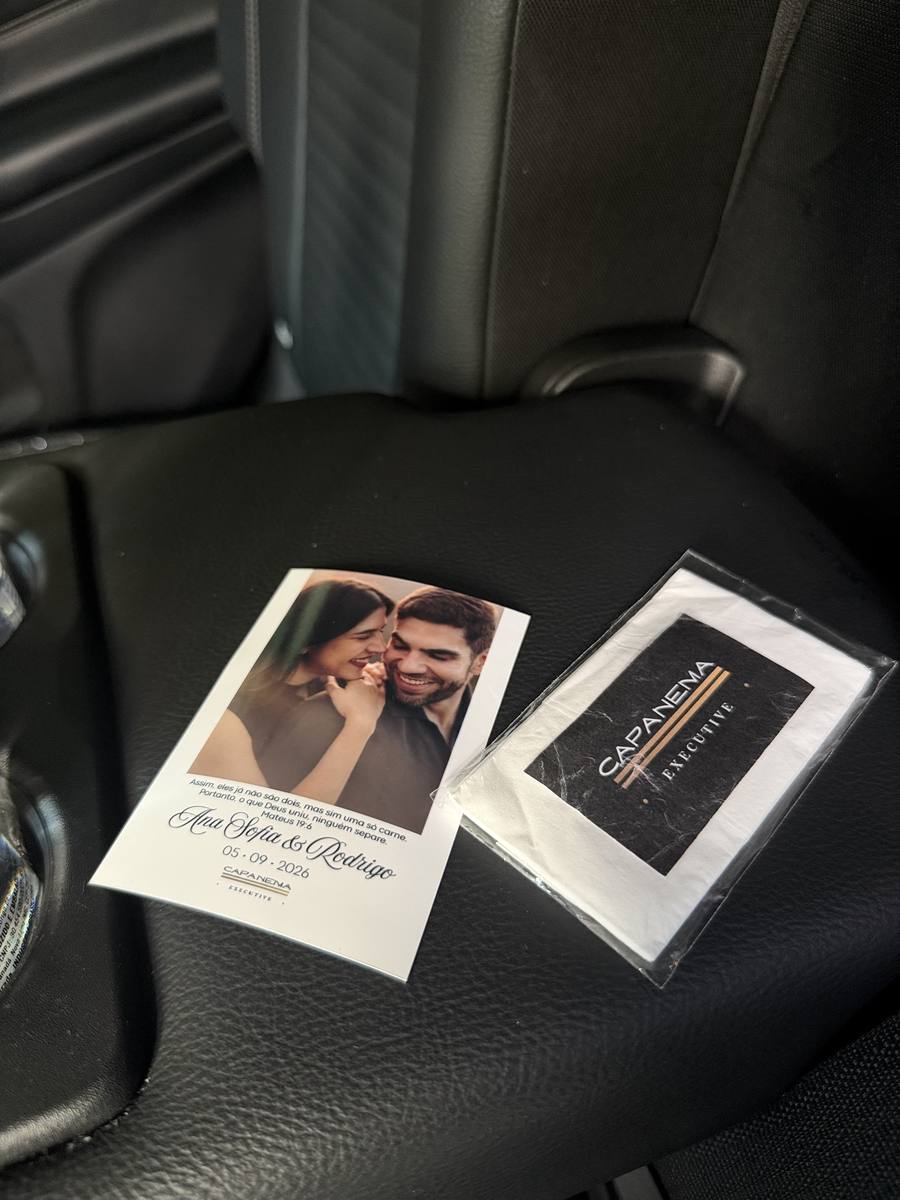 Assim, eles já não são dois, mas sim uma só carne.
Portanto, o que Deus uniu, ninguém separe.
Mateus 19:6
Ana Sofia & Rodrigo
05 • 09 • 2026
CAPANEMA
EXECUTIVE
CAPANEMA
EXECUTIVE